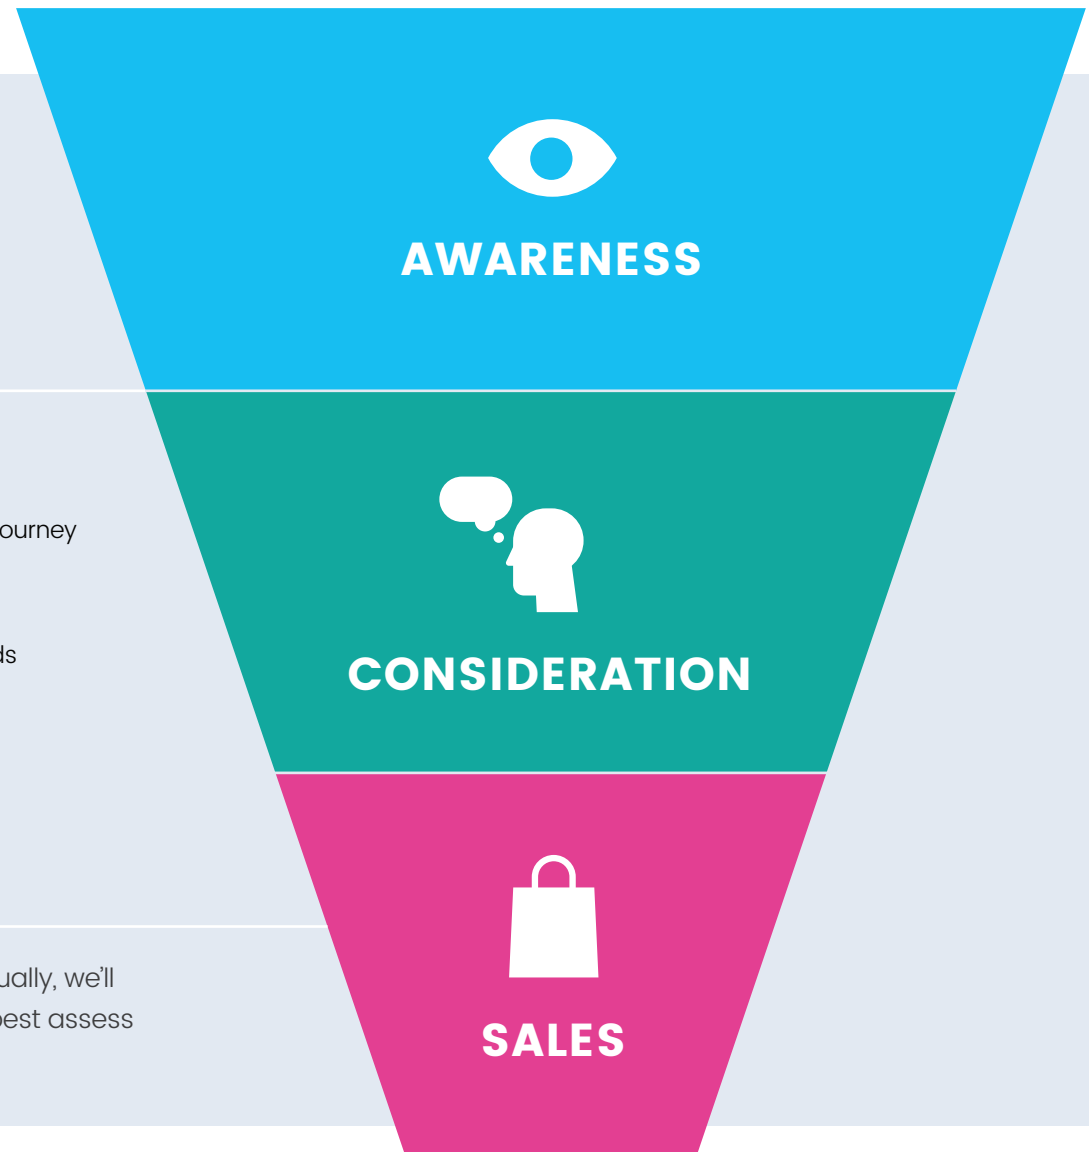 AWARENESS
ourney
ds
CONSIDERATION
ually, we’ll
best assess
SALES